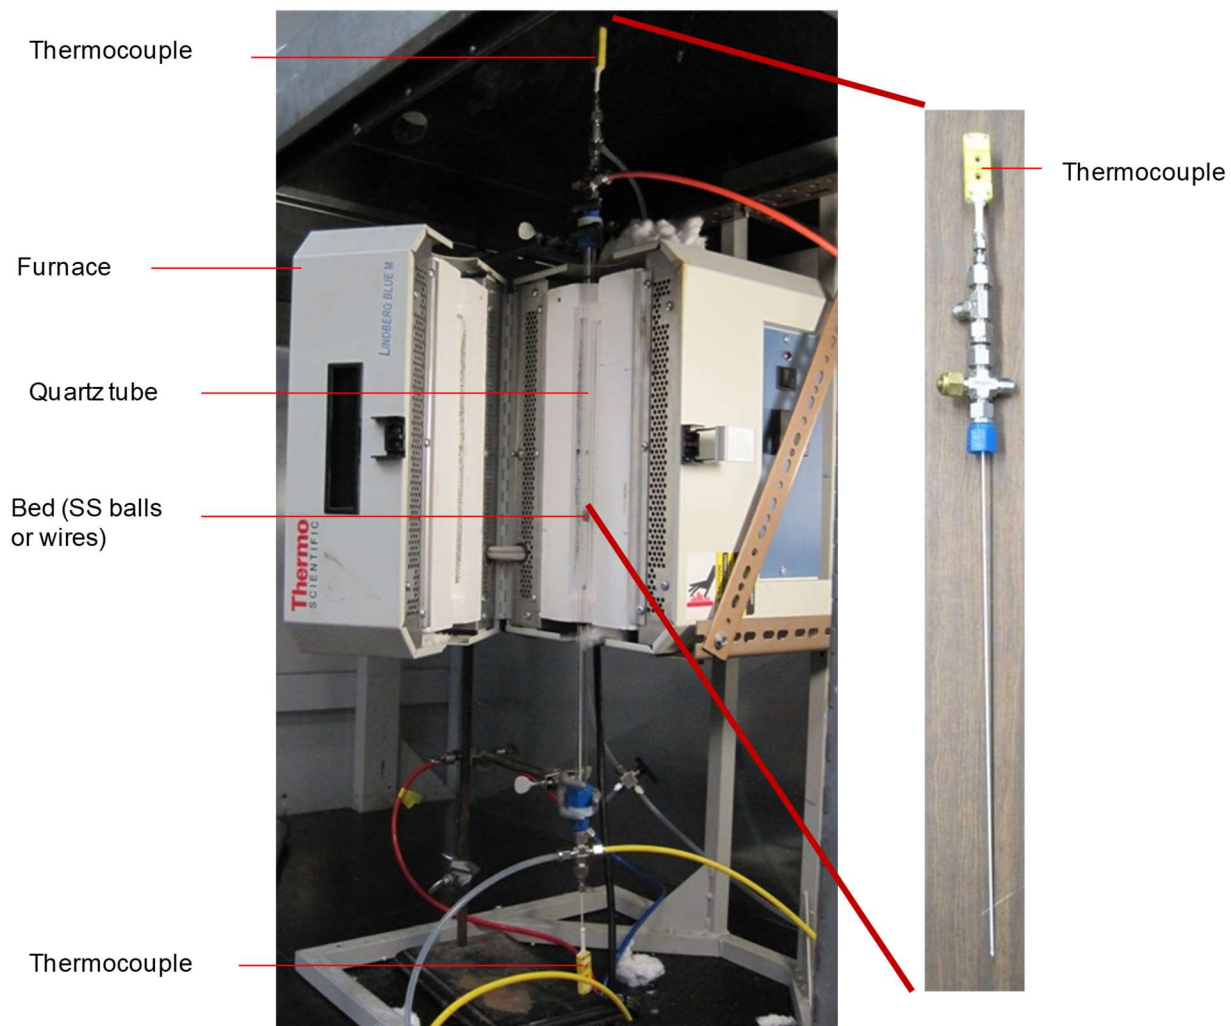 Thermocouple
Thermocouple
Furnace
LINDBERG BLUE M
Quartz tube
Bed (SS balls
or wires)
Thermo
SCIENTIFIC
Thermocouple